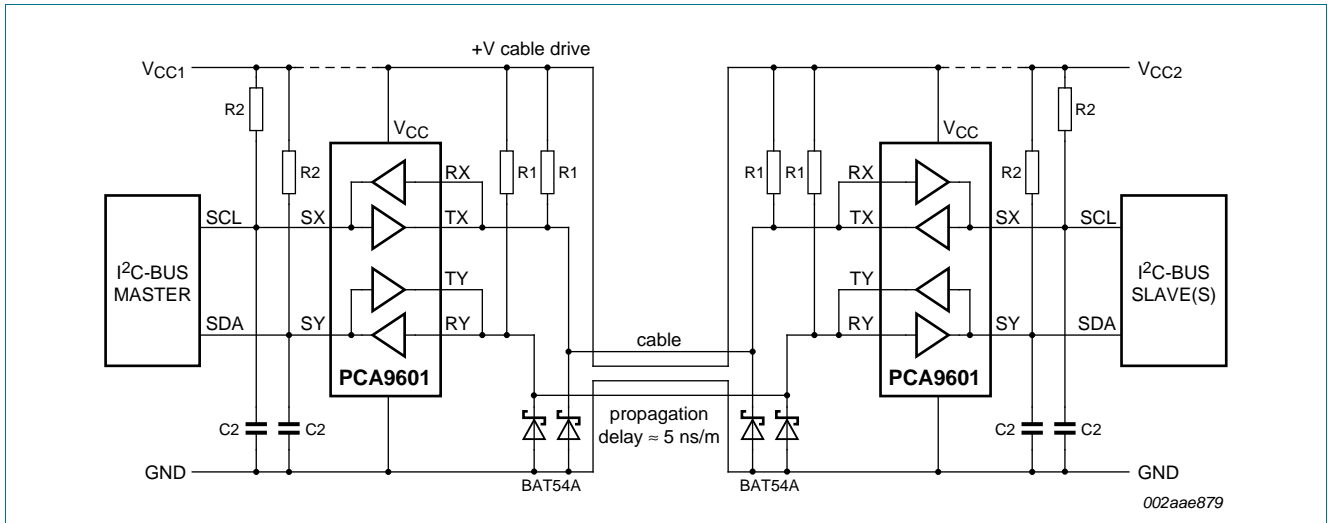 +V cable drive
VCC1
VCC2
R2
R2
VCC
R1
R1
R1
R1
VCC
R2
R2
RX
TX
TY
RY
SCL
SX
SDA
SY
I2C-BUS
MASTER
PCA9601
RX
TX
TY
RY
SX
SCL
SY
SDA
I2C-BUS
SLAVE(S)
PCA9601
cable
propagation
delay ≈ 5 ns/m
C2
C2
C2
C2
GND
BAT54A
BAT54A
GND
002aae879